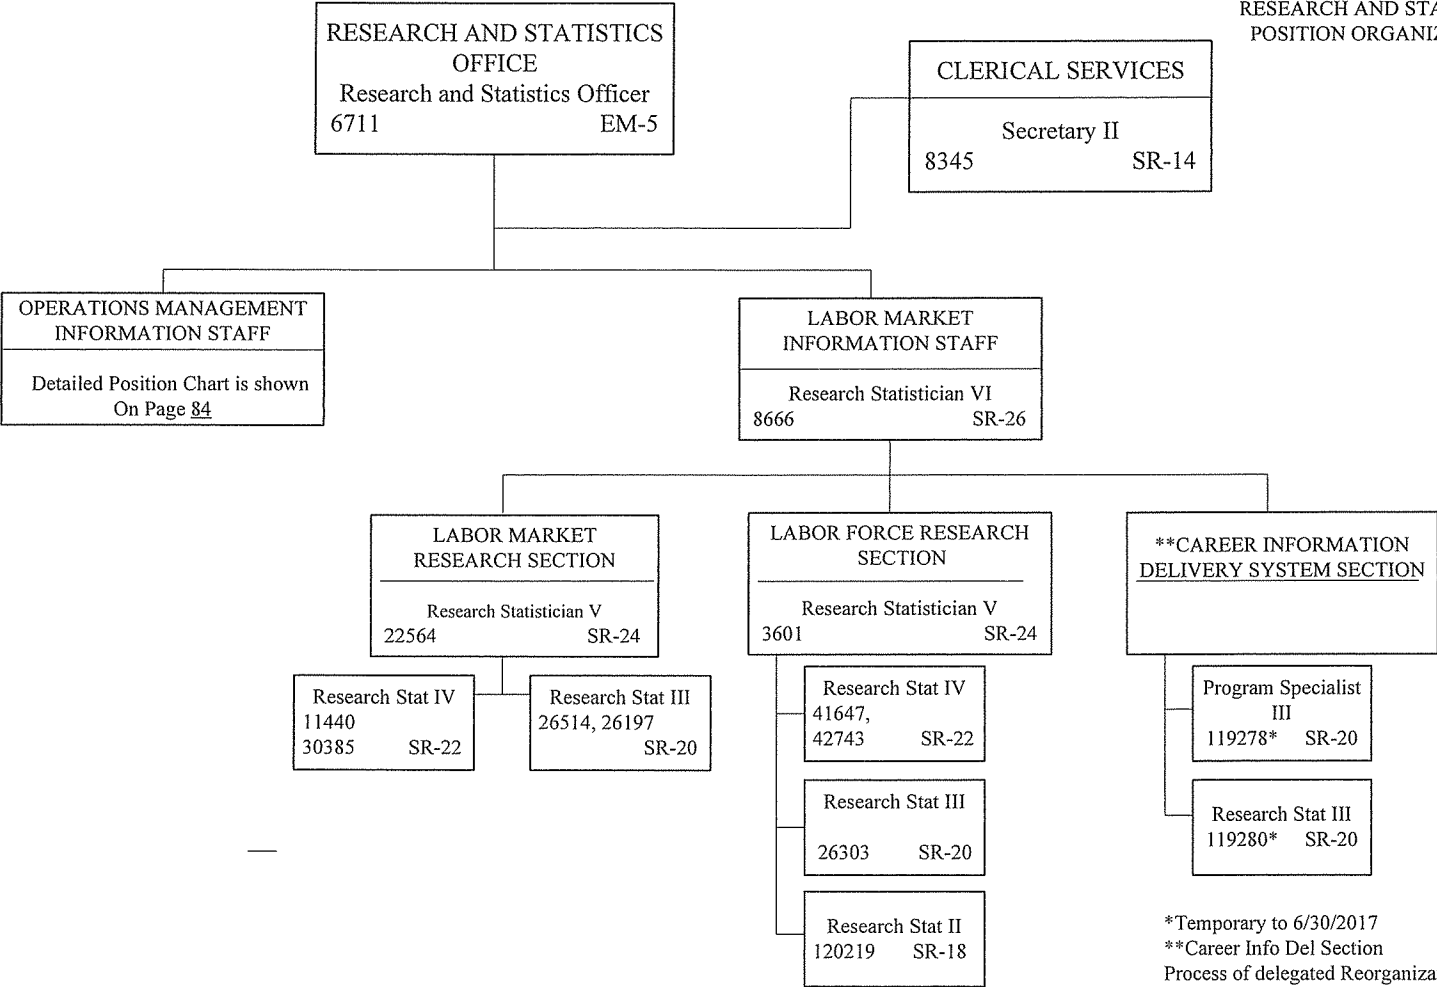 RESEARCH AND STATISTICS
OFFICE
Research and Statistics Officer
6711 EM-5
RESEARCH AND
POSITION
CLERICAL SERVICES
Secretary II
8345 SR-14
OPERATIONS MANAGEMENT
INFORMATION STAFF
Detailed Position Chart is shown
On Page 84
LABOR MARKET
INFORMATION STAFF
Research Statistician VI
8666 SR-26
LABOR MARKET
RESEARCH SECTION
Research Statistician V
22564 SR-24
Research Stat IV
11440
30385 SR-22
Research Stat III
26514, 26197
SR-20
LABOR FORCE RESEARCH
SECTION
Research Statistician V
3601 SR-24
Research Stat IV
41647,
42743 SR-22
Research Stat III
26303 SR-20
Research Stat II
120219 SR-18
**CAREER INFORMATION
DELIVERY SYSTEM SECTION
Program Specialist
III
119278* SR-20
Research Stat III
119280* SR-20
*Temporary to 6/30/2017
**Career Info Del Section
Process of delegated